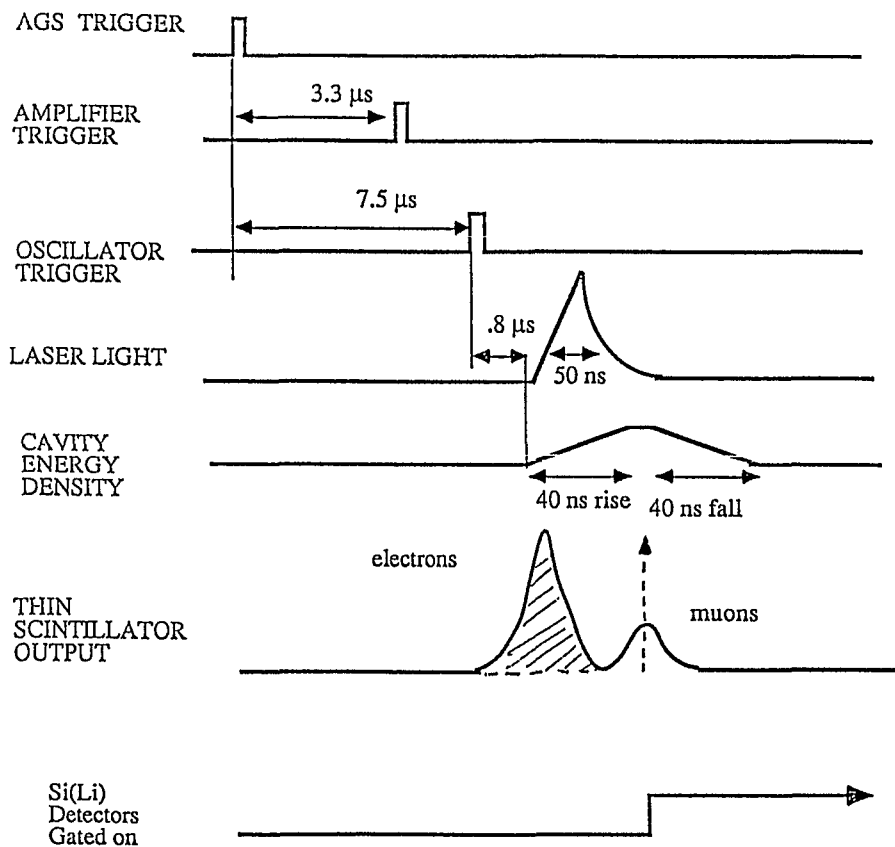 AGS TRIGGER
3.3 μs
AMPLIFIER
TRIGGER
7.5 μs
OSCILLATOR
TRIGGER
.8 μs
LASER LIGHT
50 ns
CAVITY
ENERGY
DENSITY
40 ns rise
40 ns fall
electrons
muons
THIN
SCINTILLATOR
OUTPUT
Si(Li)
Detectors
Gated on